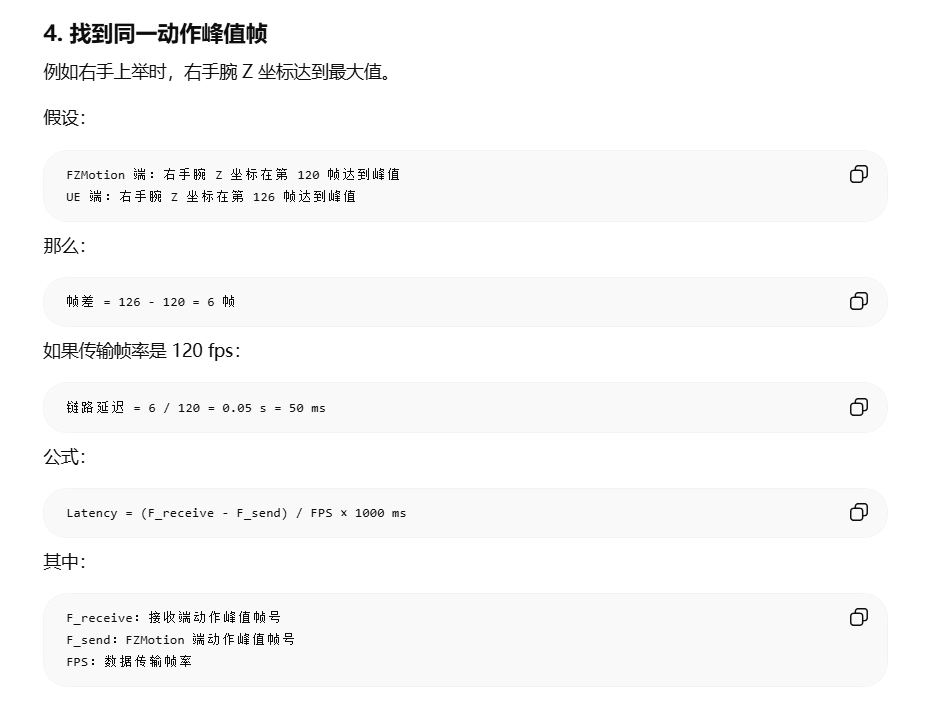 4. 找到同一动作峰值帧
例如右手上举时，右手腕 Z 坐标达到最大值。
假设：
FZMotion 端：右手腕 Z 坐标在第 120 帧达到峰值
UE 端：右手腕 Z 坐标在第 126 帧达到峰值
那么：
帧差 = 126 - 120 = 6 帧
如果传输帧率是 120 fps：
链路延迟 = 6 / 120 = 0.05 s = 50 ms
公式：
Latency = (F_receive - F_send) / FPS × 1000 ms
其中：
F_receive：接收端动作峰值帧号
F_send：FZMotion 端动作峰值帧号
FPS：数据传输帧率